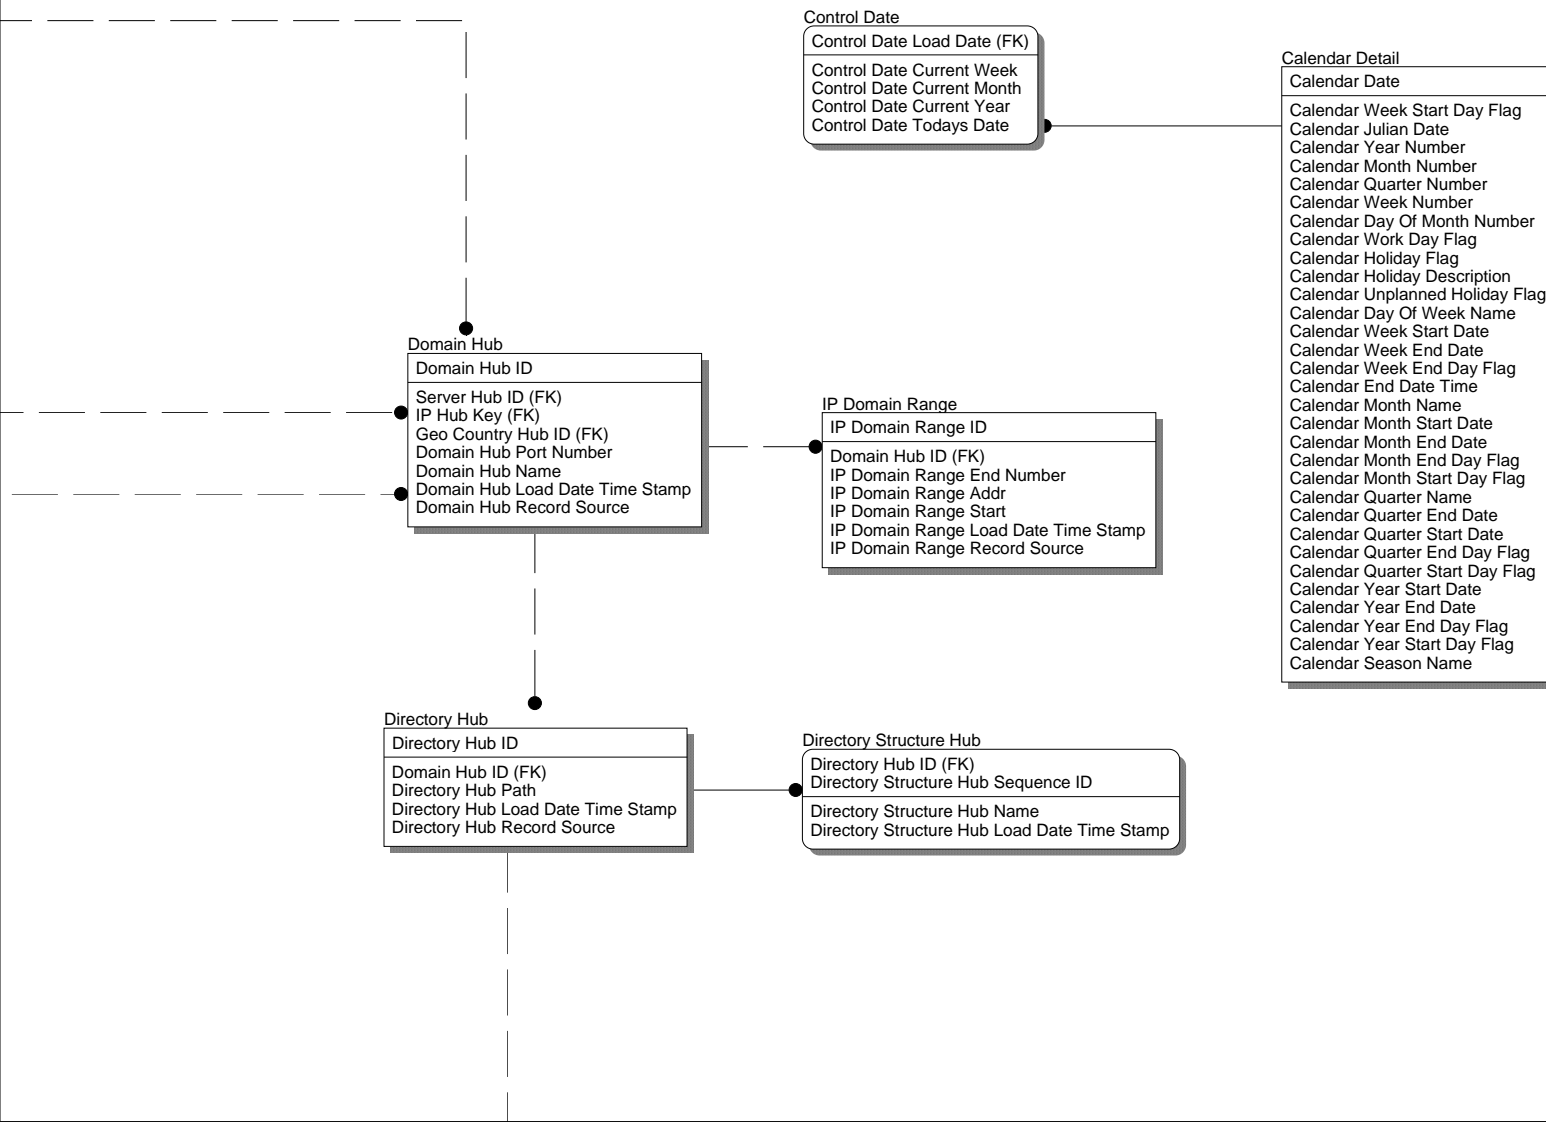 Control Date
Control Date Load Date (FK)
Control Date Current Week
Control Date Current Month
Control Date Current Year
Control Date Todays Date
Calendar Detail
Calendar Date
Calendar Week Start Day Flag
Calendar Julian Date
Calendar Year Number
Calendar Month Number
Calendar Quarter Number
Calendar Week Number
Calendar Day Of Month Number
Calendar Work Day Flag
Calendar Holiday Flag
Calendar Holiday Description
Calendar Unplanned Holiday Flag
Calendar Day Of Week Name
Calendar Week Start Date
Calendar Week End Date
Calendar Week End Day Flag
Calendar End Date Time
Calendar Month Name
Calendar Month Start Date
Calendar Month End Date
Calendar Month End Day Flag
Calendar Month Start Day Flag
Calendar Quarter Name
Calendar Quarter End Date
Calendar Quarter Start Date
Calendar Quarter End Day Flag
Calendar Quarter Start Day Flag
Calendar Year Start Date
Calendar Year End Date
Calendar Year End Day Flag
Calendar Year Start Day Flag
Calendar Season Name
Domain Hub
Domain Hub ID
Server Hub ID (FK)
IP Hub Key (FK)
Geo Country Hub ID (FK)
Domain Hub Port Number
Domain Hub Name
Domain Hub Load Date Time Stamp
Domain Hub Record Source
IP Domain Range
IP Domain Range ID
Domain Hub ID (FK)
IP Domain Range End Number
IP Domain Range Addr
IP Domain Range Start
IP Domain Range Load Date Time Stamp
IP Domain Range Record Source
Directory Hub
Directory Hub ID
Domain Hub ID (FK)
Directory Hub Path
Directory Hub Load Date Time Stamp
Directory Hub Record Source
Directory Structure Hub
Directory Hub ID (FK)
Directory Structure Hub Sequence ID
Directory Structure Hub Name
Directory Structure Hub Load Date Time Stamp